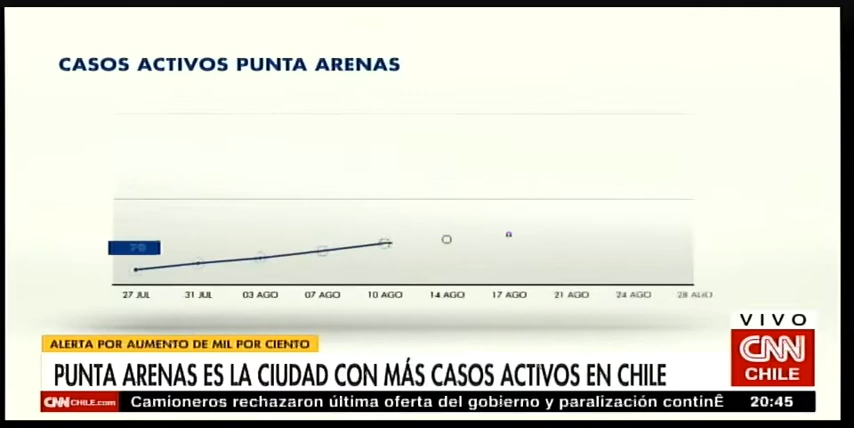 CASOS ACTIVOS PUNTA ARENAS
27 JUL 31 JUL 03 AGO 07 AGO 10 AGO 14 AGO 17 AGO 21 AGO 24 AGO 28 AGO
VIVO
CNN
CHILE
ALERTA POR AUMENTO DE MIL POR CIENTO
PUNTA ARENAS ES LA CIUDAD CON MÁS CASOS ACTIVOS EN CHILE
CNNCHILE.com Camioneros rechazaron última oferta del gobierno y paralización continÊ 20:45